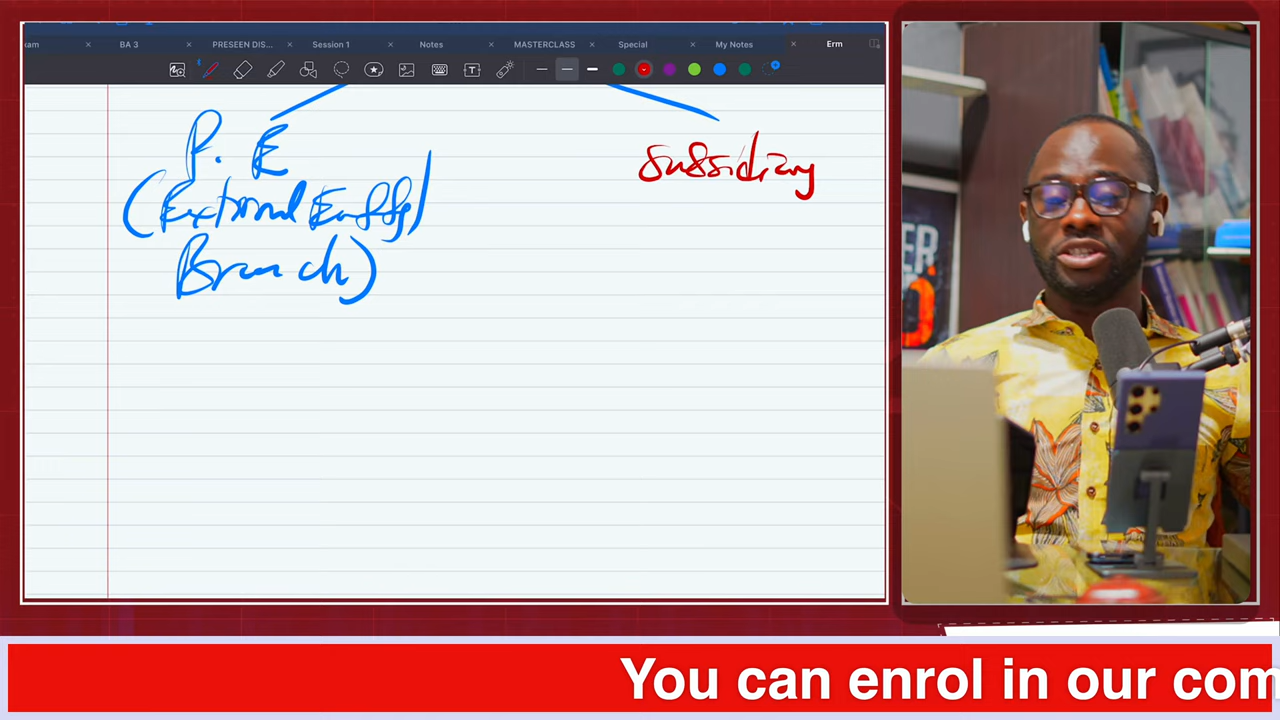 BA 3
PRESEEN DIS...
Session 1
Notes
MASTERCLASS
Special
My Notes
Erm
P. E
(External
Branch)
Subsidiary
You can enrol in our com